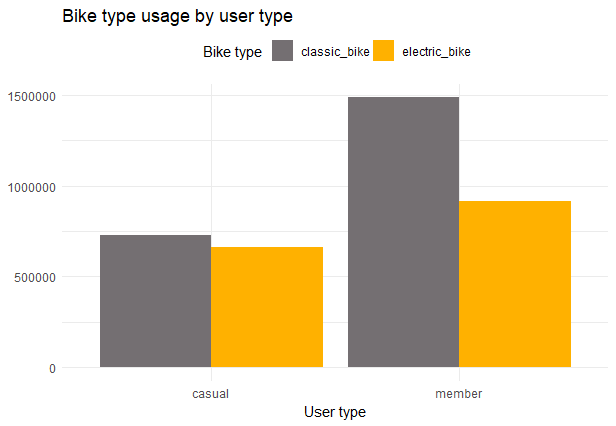 Bike type usage by user type
Bike type classic_bike electric_bike
1500000
1000000
500000
0
casual member
User type